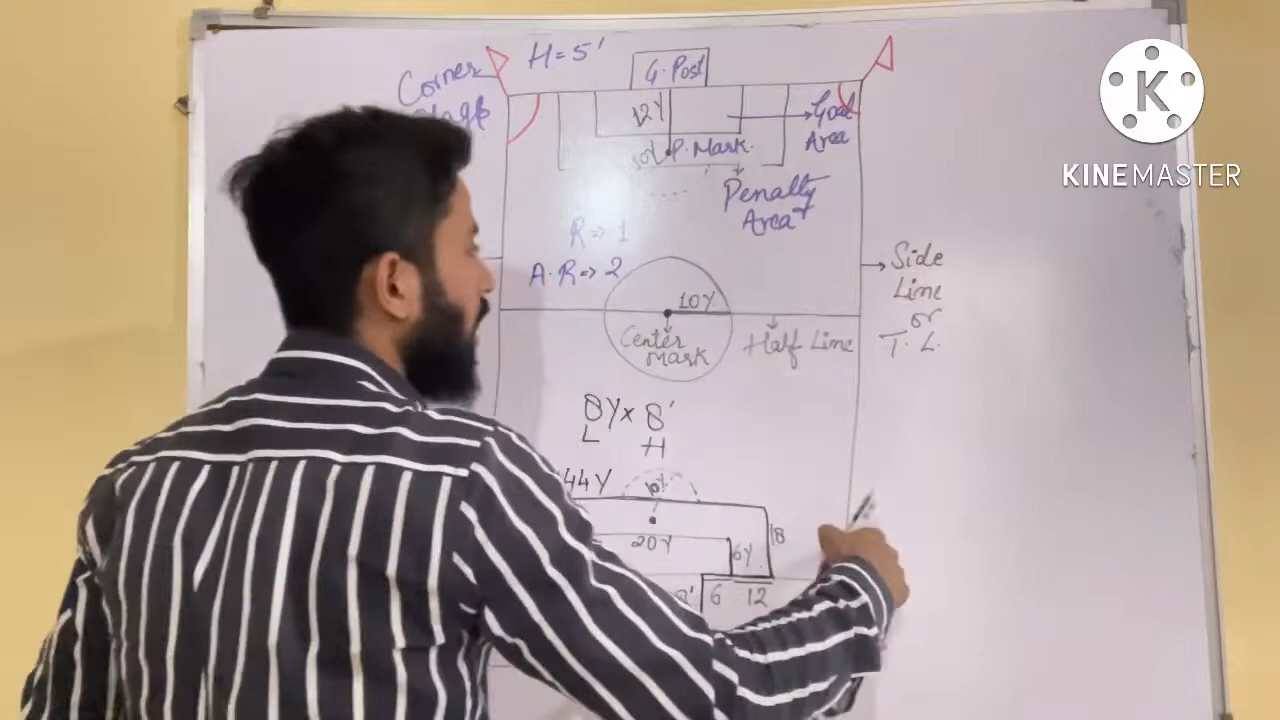 H = 5'
G. Post
Corner
12Y
Goal
Area
P. Mark
Penalty
Area
R => 1
A.R => 2
10Y
Center
Mark
Half Line
Side
Line
or
T. L.
8Y x 8'
L
H
44Y
20Y
6Y
18
6
12
K
KINEMASTER